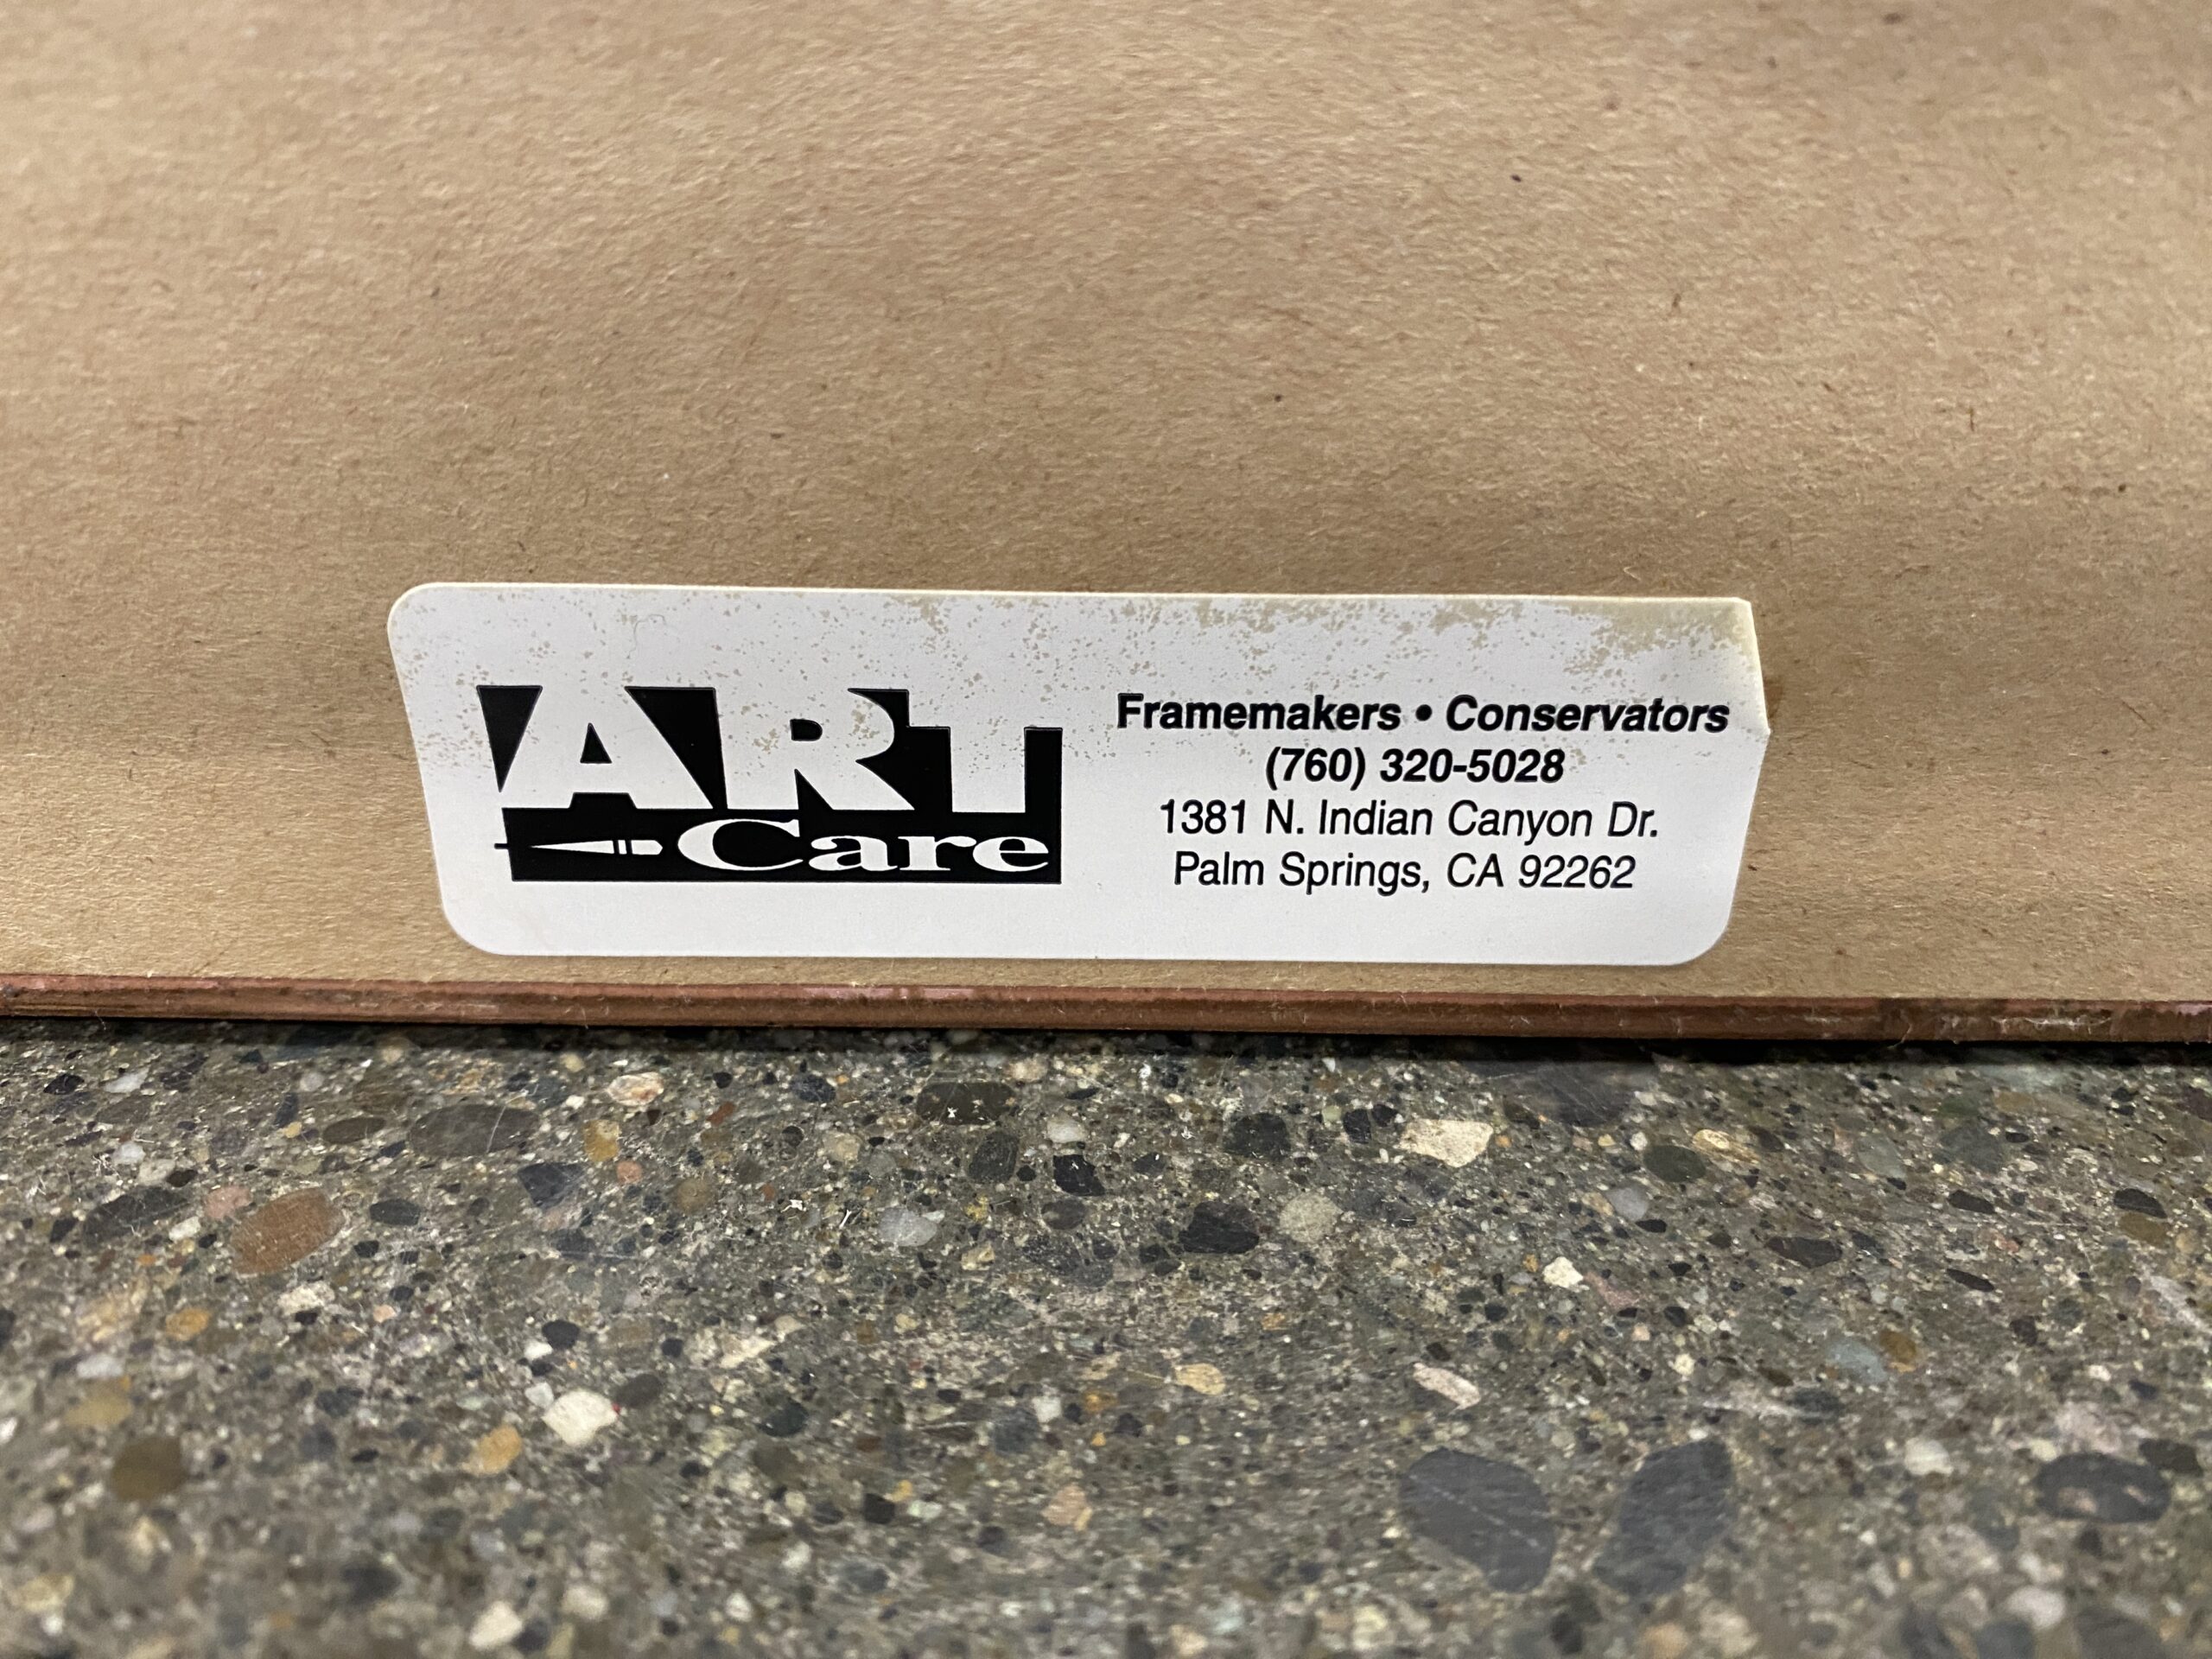 ART
Care
Framemakers • Conservators
(760) 320-5028
1381 N. Indian Canyon Dr.
Palm Springs, CA 92262